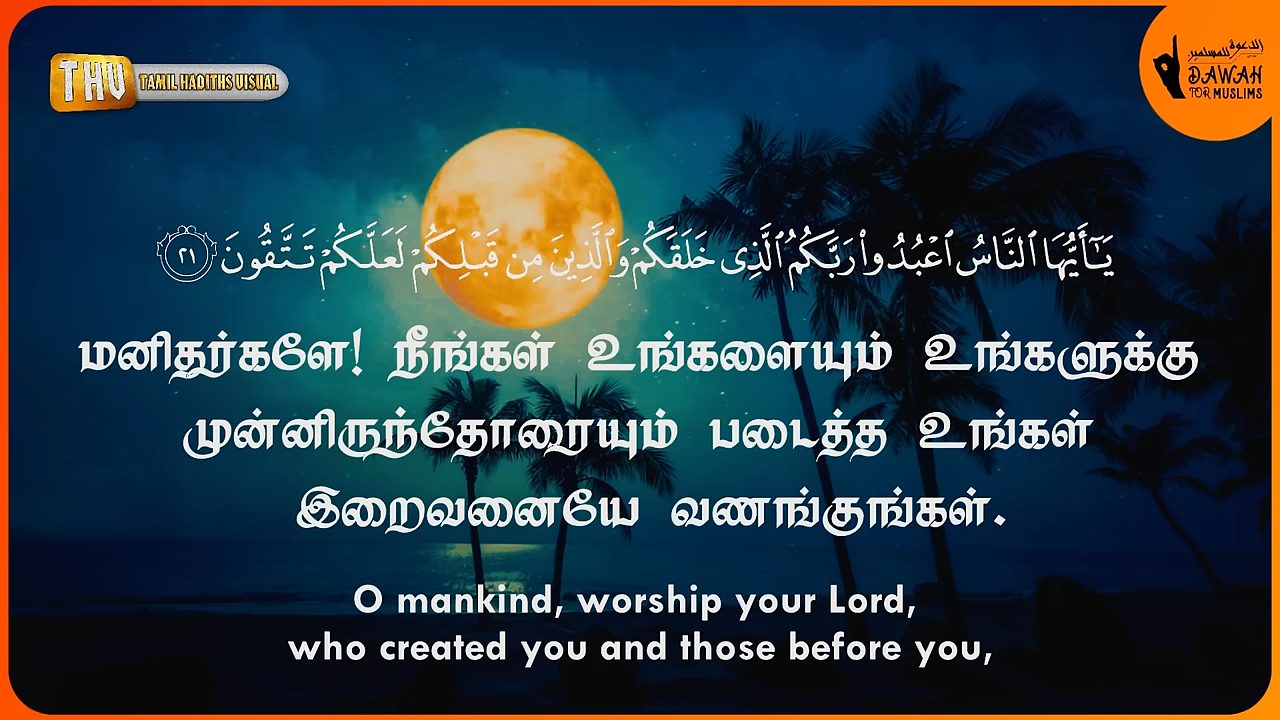 THV
TAMIL HADITHS VISUAL
الدعوة للمسلمين
DAWAH
FOR MUSLIMS
يَـٰٓأَيُّهَا ٱلنَّاسُ ٱعْبُدُوا۟ رَبَّكُمُ ٱلَّذِى خَلَقَكُمْ وَٱلَّذِينَ مِن قَبْلِكُمْ لَعَلَّكُمْ تَتَّقُونَ ٢١
மனிதர்களே! நீங்கள் உங்களையும் உங்களுக்கு
முன்னிருந்தோரையும் படைத்த உங்கள்
இறைவனையே வணங்குங்கள்.
O mankind, worship your Lord,
who created you and those before you,